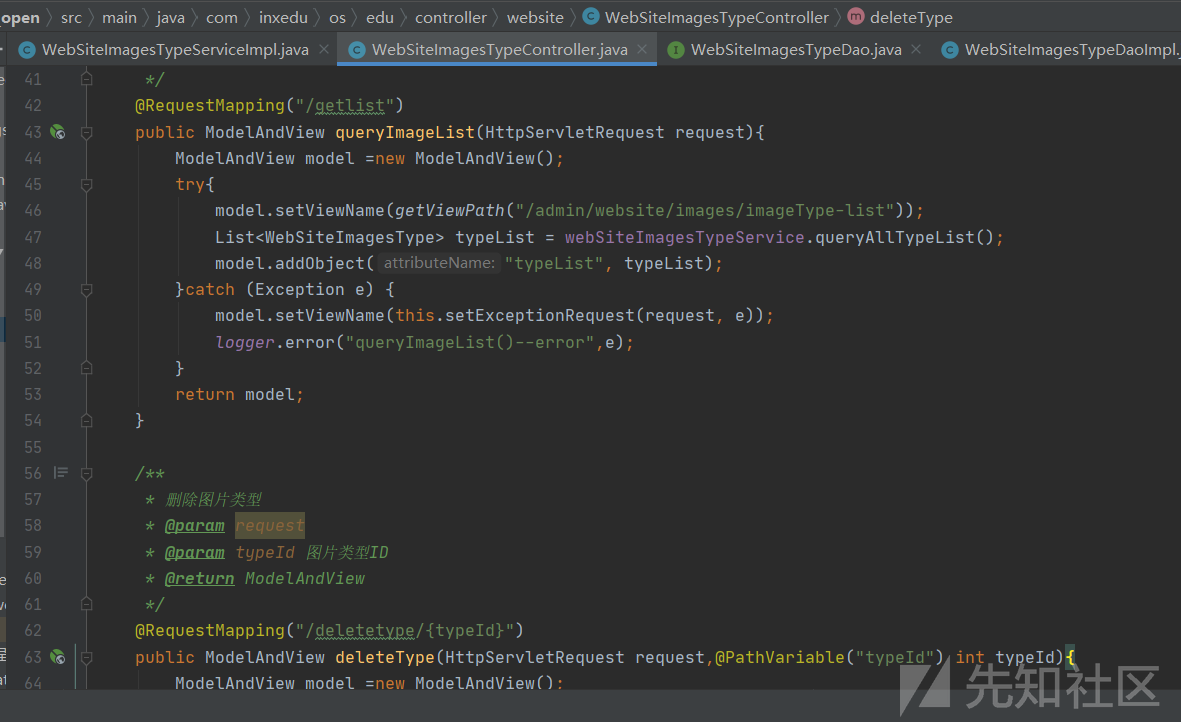 open 〉 src 〉 main 〉 java 〉 com 〉 inxedu 〉 os 〉 edu 〉 controller 〉 website 〉 C WebSiteImagesTypeController 〉 m deleteType
C WebSiteImagesTypeServiceImpl.java × C WebSiteImagesTypeController.java × I WebSiteImagesTypeDao.java × C WebSiteImagesTypeDaoImpl.
41 */
42 @RequestMapping("/getlist")
43 public ModelAndView queryImageList(HttpServletRequest request){
44 ModelAndView model =new ModelAndView();
45 try{
46 model.setViewName(getViewPath("/admin/website/images/imageType-list"));
47 List<WebSiteImagesType> typeList = webSiteImagesTypeService.queryAllTypeList();
48 model.addObject( attributeName: "typeList", typeList);
49 }catch (Exception e) {
50 model.setViewName(this.setExceptionRequest(request, e));
51 logger.error("queryImageList()--error",e);
52 }
53 return model;
54 }
55
56 /**
57 * 删除图片类型
58 * @param request
59 * @param typeId 图片类型ID
60 * @return ModelAndView
61 */
62 @RequestMapping("/deletetype/{typeId}")
63 public ModelAndView deleteType(HttpServletRequest request,@PathVariable("typeId") int typeId){
64 ModelAndView model =new ModelAndView();
先知社区